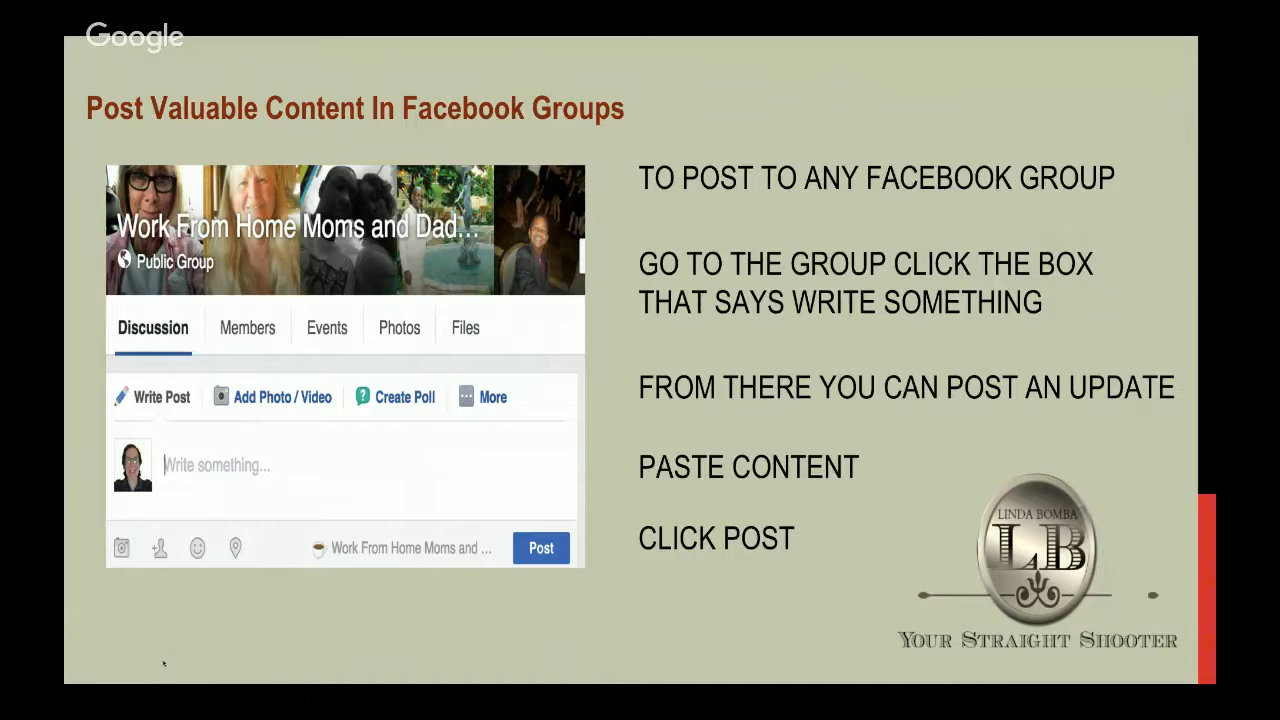 Google
Post Valuable Content In Facebook Groups
Work From Home Moms and Dad...
Public Group
Discussion Members Events Photos Files
Write Post Add Photo / Video Create Poll More
Write something...
Work From Home Moms and ... Post
TO POST TO ANY FACEBOOK GROUP
GO TO THE GROUP CLICK THE BOX
THAT SAYS WRITE SOMETHING
FROM THERE YOU CAN POST AN UPDATE
PASTE CONTENT
CLICK POST
LINDA BOMBA
LB
YOUR STRAIGHT SHOOTER